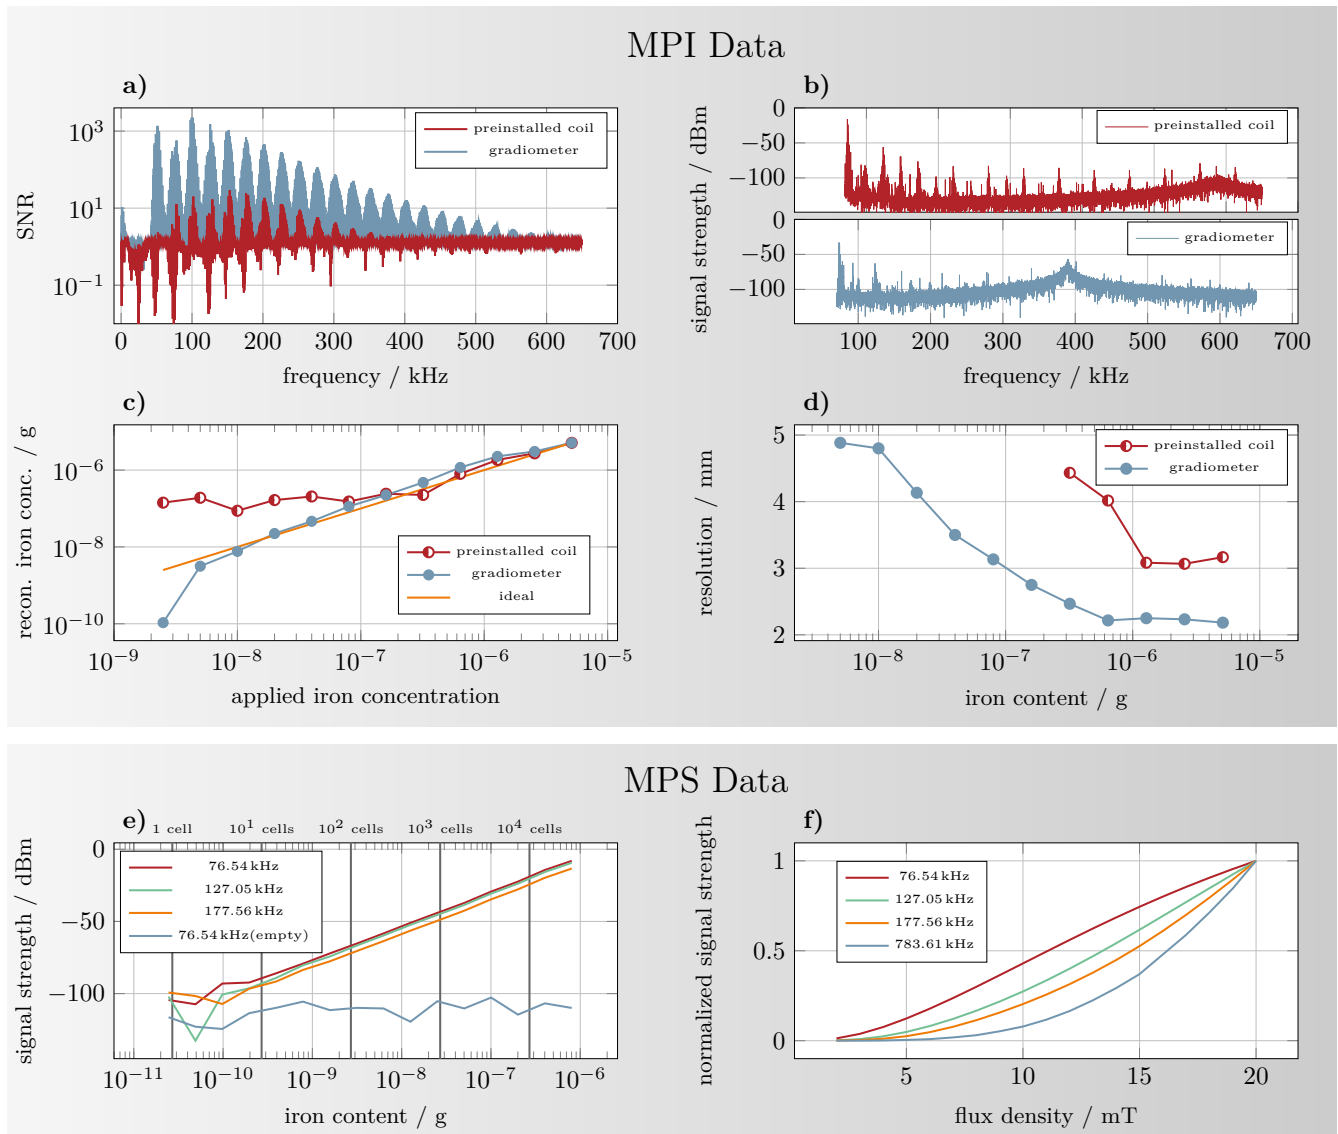 MPI Data
a)
SNR
10^3
10^1
10^−1
preinstalled coil
gradiometer
0 100 200 300 400 500 600 700
frequency / kHz
b)
signal strength / dBm
0
−50
−100
preinstalled coil
signal strength / dBm
0
−50
−100
gradiometer
100 200 300 400 500 600 700
frequency / kHz
c)
recon. iron conc. / g
10^−6
10^−8
10^−10
preinstalled coil
gradiometer
ideal
10^−9 10^−8 10^−7 10^−6 10^−5
applied iron concentration
d)
resolution / mm
5
4
3
2
preinstalled coil
gradiometer
10^−8 10^−7 10^−6 10^−5
iron content / g
MPS Data
e)
1 cell 10^1 cells 10^2 cells 10^3 cells 10^4 cells
signal strength / dBm
0
−50
−100
76.54 kHz
127.05 kHz
177.56 kHz
76.54 kHz(empty)
10^−11 10^−10 10^−9 10^−8 10^−7 10^−6
iron content / g
f)
normalized signal strength
1
0.5
0
76.54 kHz
127.05 kHz
177.56 kHz
783.61 kHz
5 10 15 20
flux density / mT